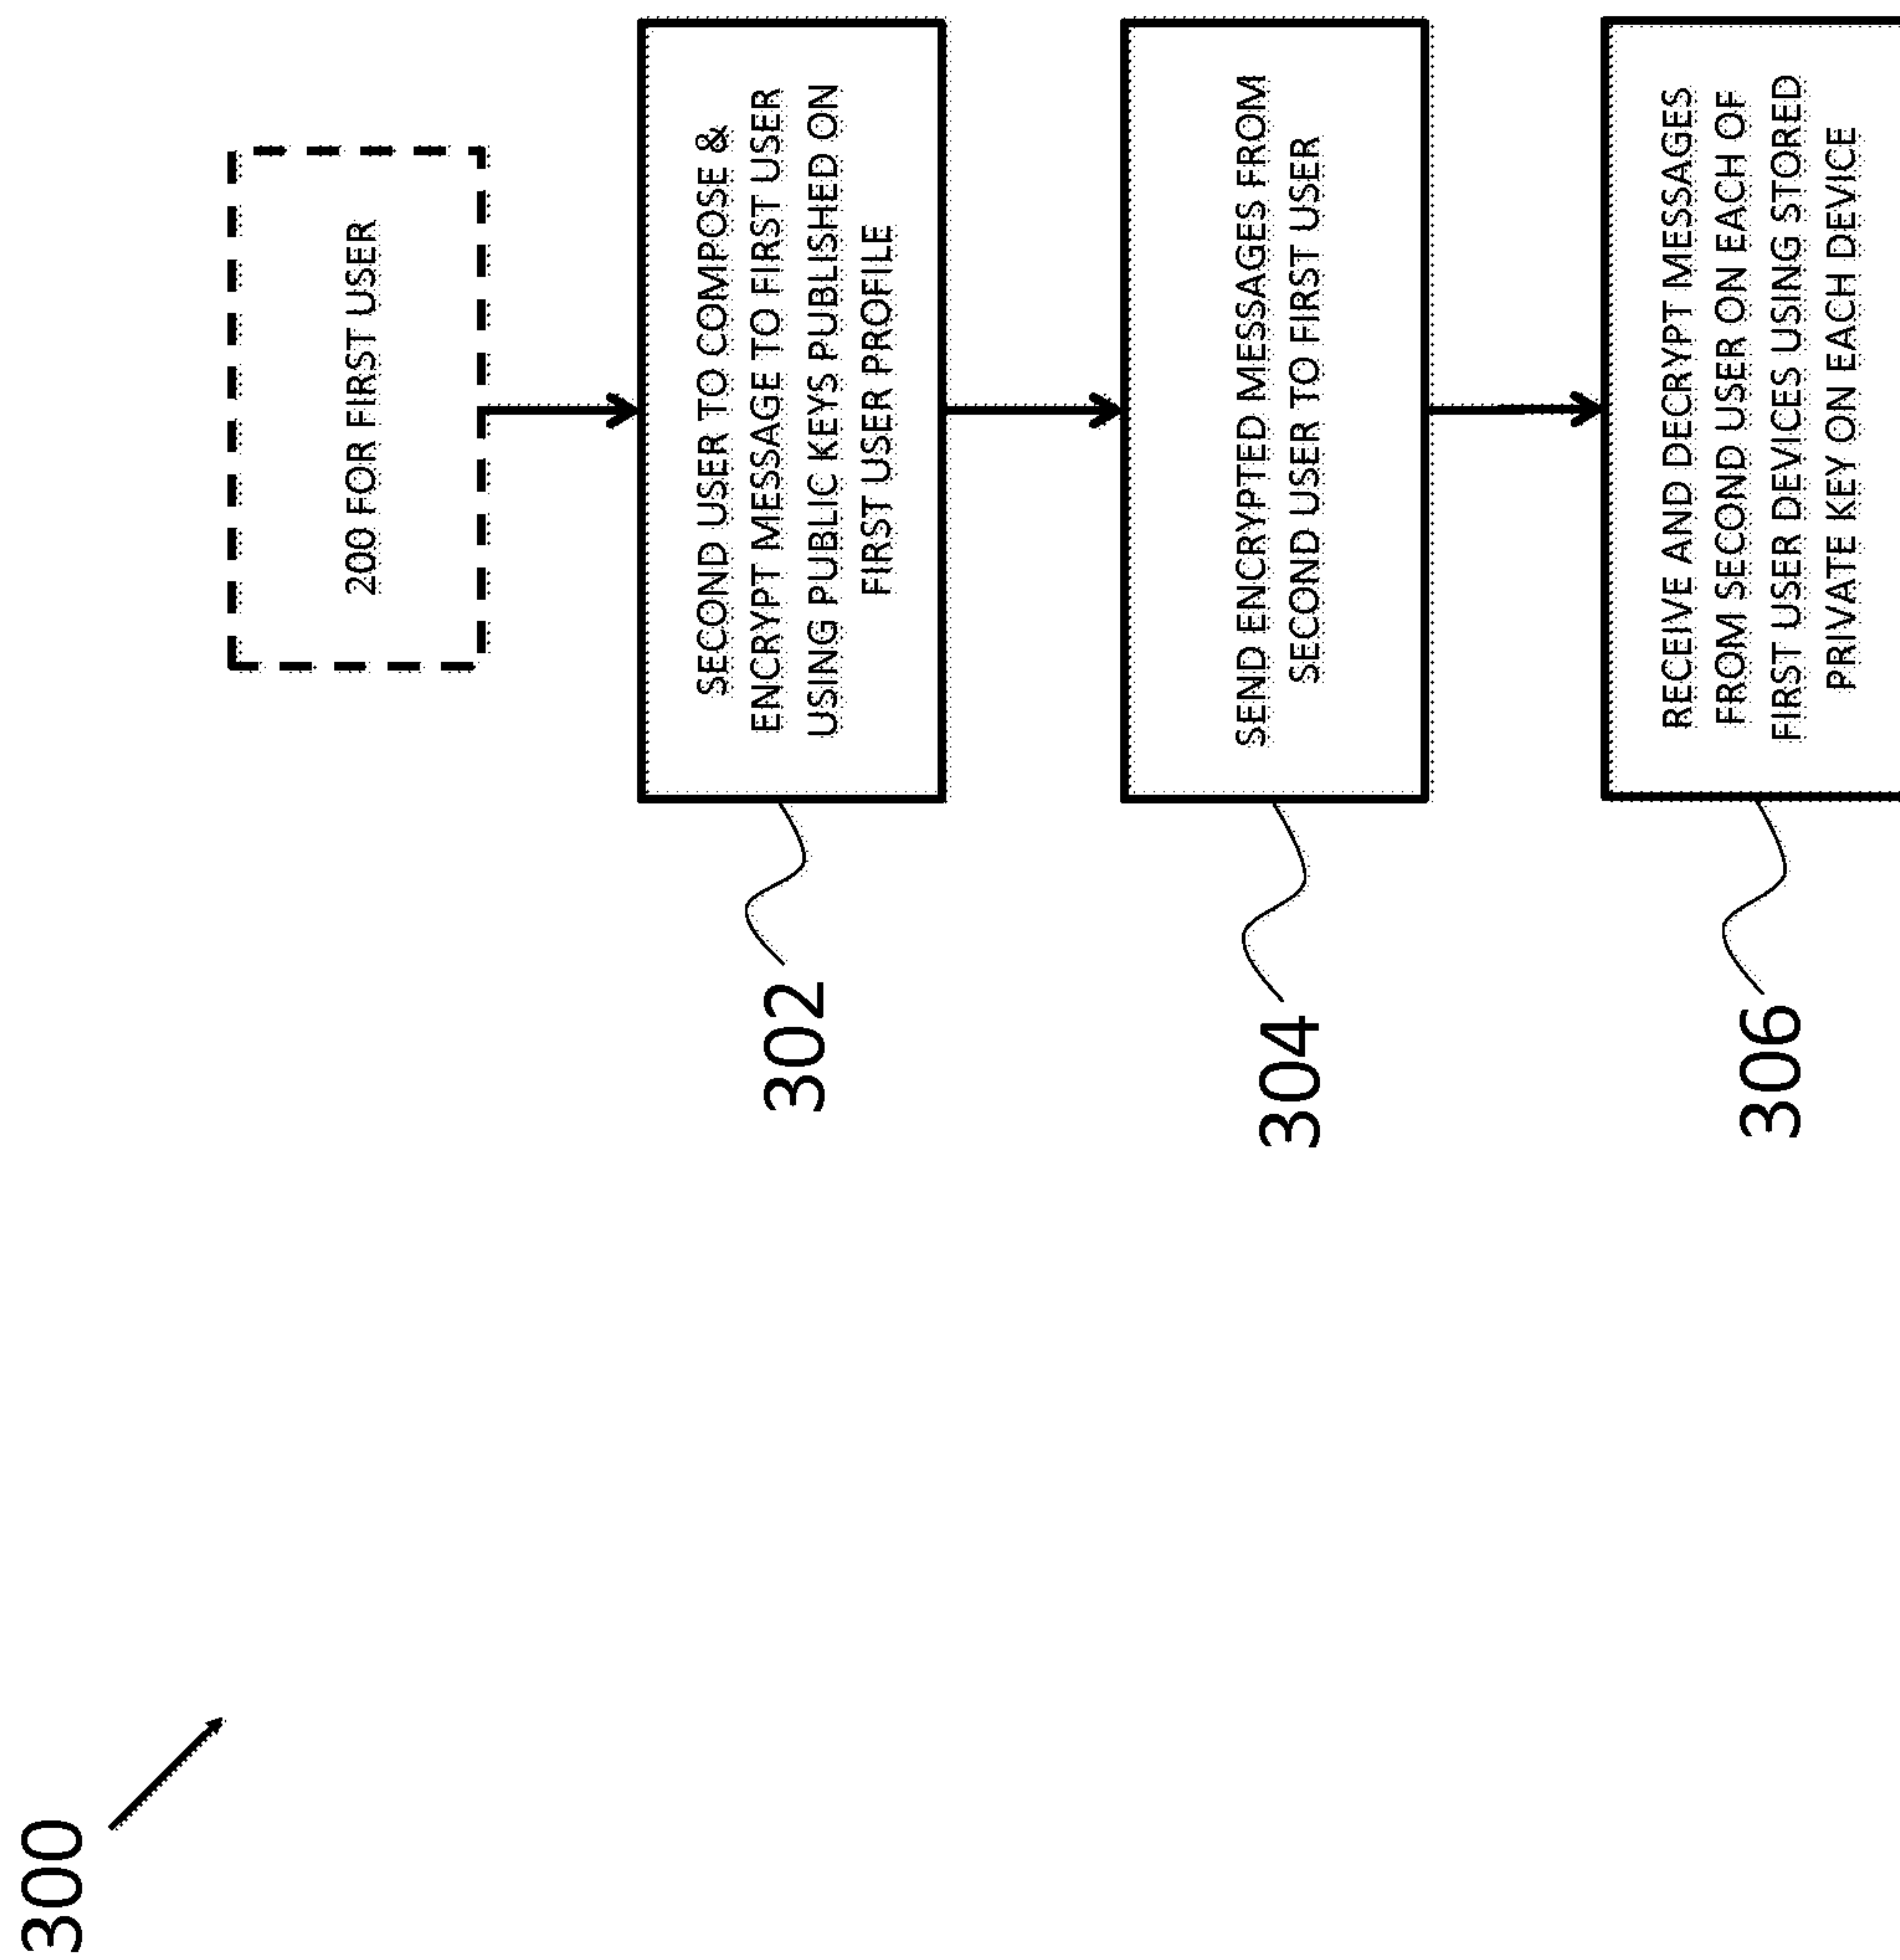 300
200 FOR FIRST USER
302
SECOND USER TO COMPOSE &
ENCRYPT MESSAGE TO FIRST USER
USING PUBLIC KEYS PUBLISHED ON
FIRST USER PROFILE
304
SEND ENCRYPTED MESSAGES FROM
SECOND USER TO FIRST USER
306
RECEIVE AND DECRYPT MESSAGES
FROM SECOND USER ON EACH OF
FIRST USER DEVICES USING STORED
PRIVATE KEY ON EACH DEVICE